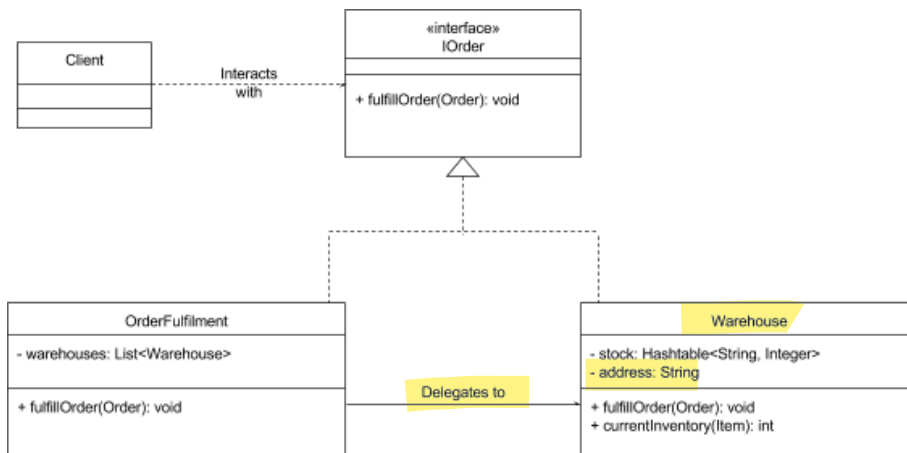 «interface»
IOrder
Client
Interacts
with
+ fulfillOrder(Order): void
OrderFulfilment
- warehouses: List<Warehouse>
+ fulfillOrder(Order): void
Delegates to
Warehouse
- stock: Hashtable<String, Integer>
- address: String
+ fulfillOrder(Order): void
+ currentInventory(Item): int